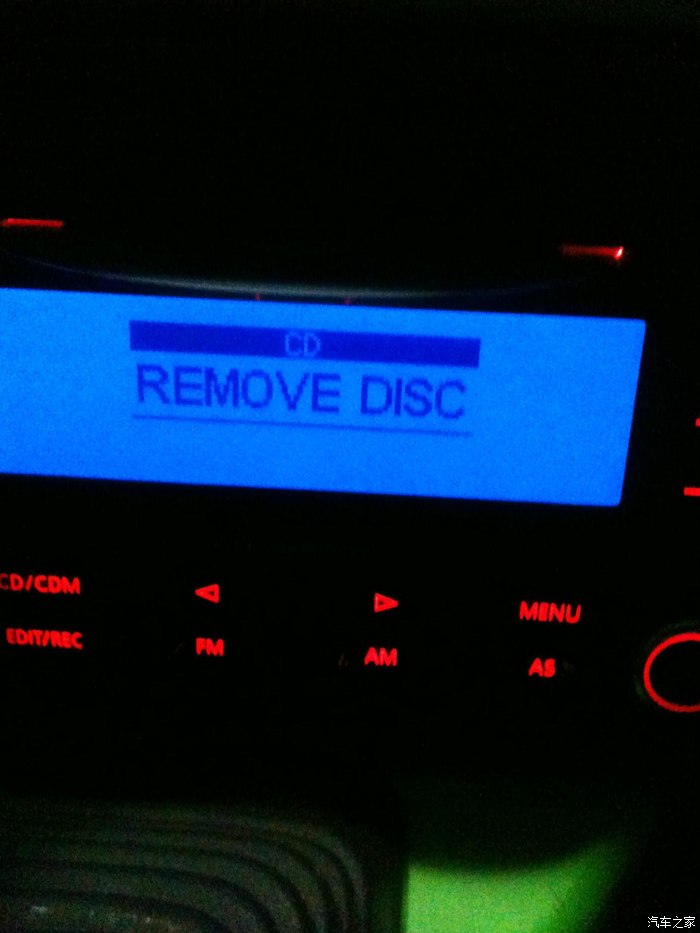 CD
REMOVE DISC
CD/CDM
MENU
EDIT/REC
FM
AM
AS
汽车之家